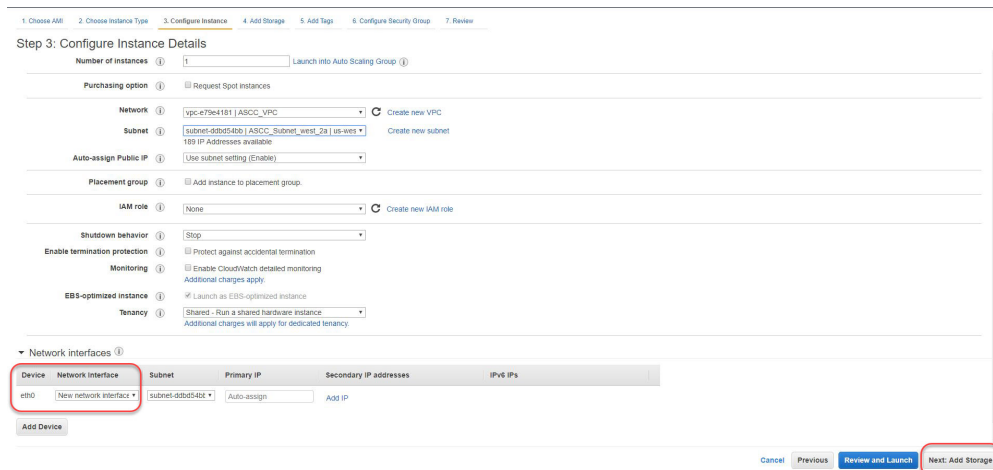 1. Choose AMI 2. Choose Instance Type 3. Configure Instance 4. Add Storage 5. Add Tags 6. Configure Security Group 7. Review
Step 3: Configure Instance Details
Number of instances 1 Launch into Auto Scaling Group
Purchasing option Request Spot instances
Network vpc-e79e4181 | ASCC_VPC Create new VPC
Subnet subnet-ddbd54bb | ASCC_Subnet_west_2a | us-wes Create new subnet
189 IP Addresses available
Auto-assign Public IP Use subnet setting (Enable)
Placement group Add instance to placement group.
IAM role None Create new IAM role
Shutdown behavior Stop
Enable termination protection Protect against accidental termination
Monitoring Enable CloudWatch detailed monitoring
Additional charges apply.
EBS-optimized instance Launch as EBS-optimized instance
Tenancy Shared - Run a shared hardware instance
Additional charges will apply for dedicated tenancy.
Network interfaces
Device Network Interface Subnet Primary IP Secondary IP addresses IPv6 IPs
eth0 New network interface subnet-ddbd54bb Auto-assign Add IP
Add Device
Cancel Previous Review and Launch Next: Add Storage